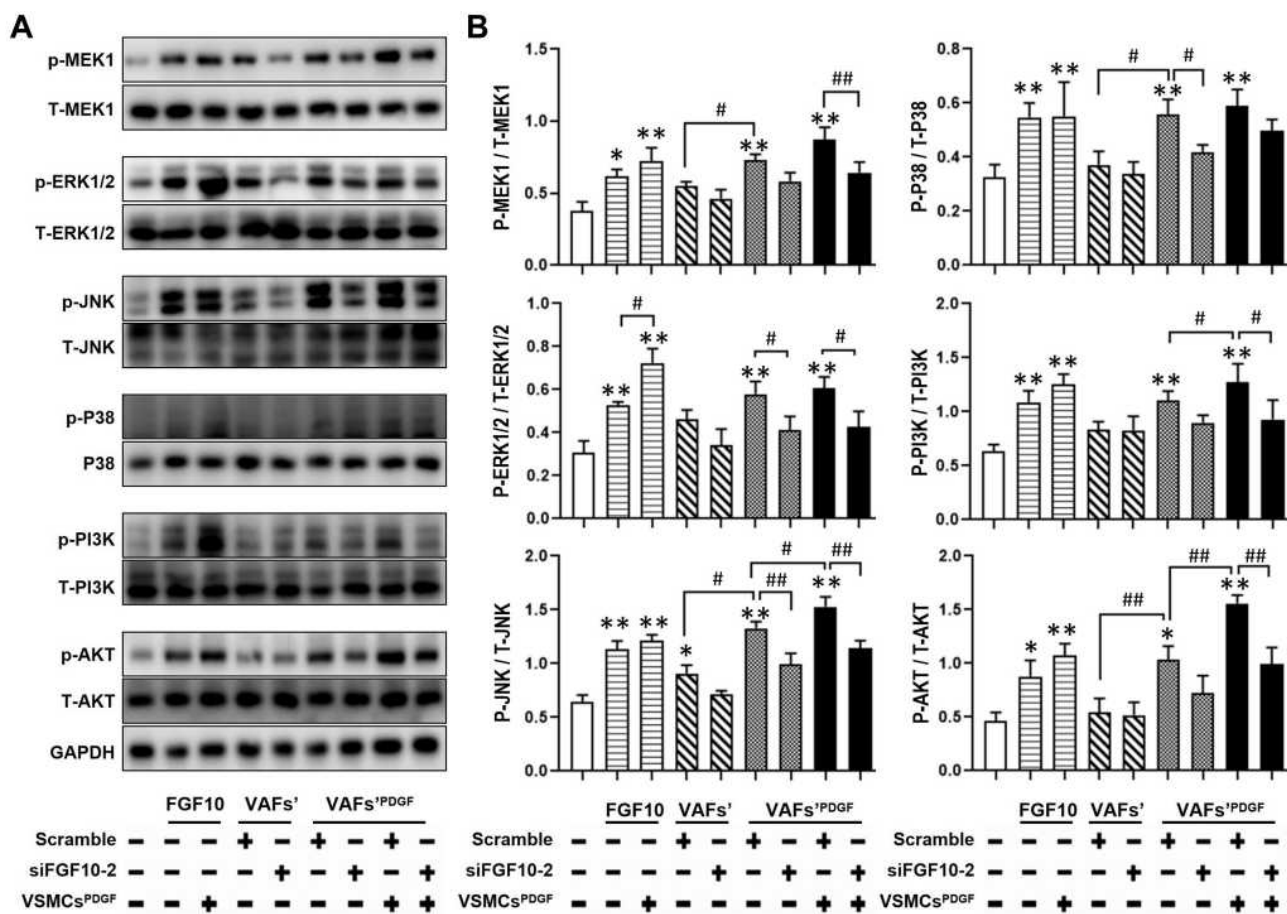 A
p-MEK1
T-MEK1
p-ERK1/2
T-ERK1/2
p-JNK
T-JNK
p-P38
P38
p-PI3K
T-PI3K
p-AKT
T-AKT
GAPDH
FGF10 VAFs' VAFs'PDGF
Scramble - - - + - + - + -
siFGF10-2 - - - - + - + - +
VSMCsPDGF - - + - - - - + +
B
P-MEK1 / T-MEK1
1.5
1.0
0.5
0.0
* ** # ** ** ##
P-P38 / T-P38
0.8
0.6
0.4
0.2
0.0
** ** # ** # **
P-ERK1/2 / T-ERK1/2
1.0
0.8
0.6
0.4
0.2
0.0
** # ** ** # ** #
P-PI3K / T-PI3K
2.0
1.5
1.0
0.5
0.0
** ** ** # ** #
P-JNK / T-JNK
2.0
1.5
1.0
0.5
0.0
** ** * # ** ## # ** ##
P-AKT / T-AKT
2.0
1.5
1.0
0.5
0.0
* ** ## * ## ** ##
FGF10 VAFs' VAFs'PDGF
Scramble - - - + - + - + -
siFGF10-2 - - - - + - + - +
VSMCsPDGF - - + - - - - + +
FGF10 VAFs' VAFs'PDGF
- - - + - + - + -
- - - - + - + - +
- - + - - - - + +